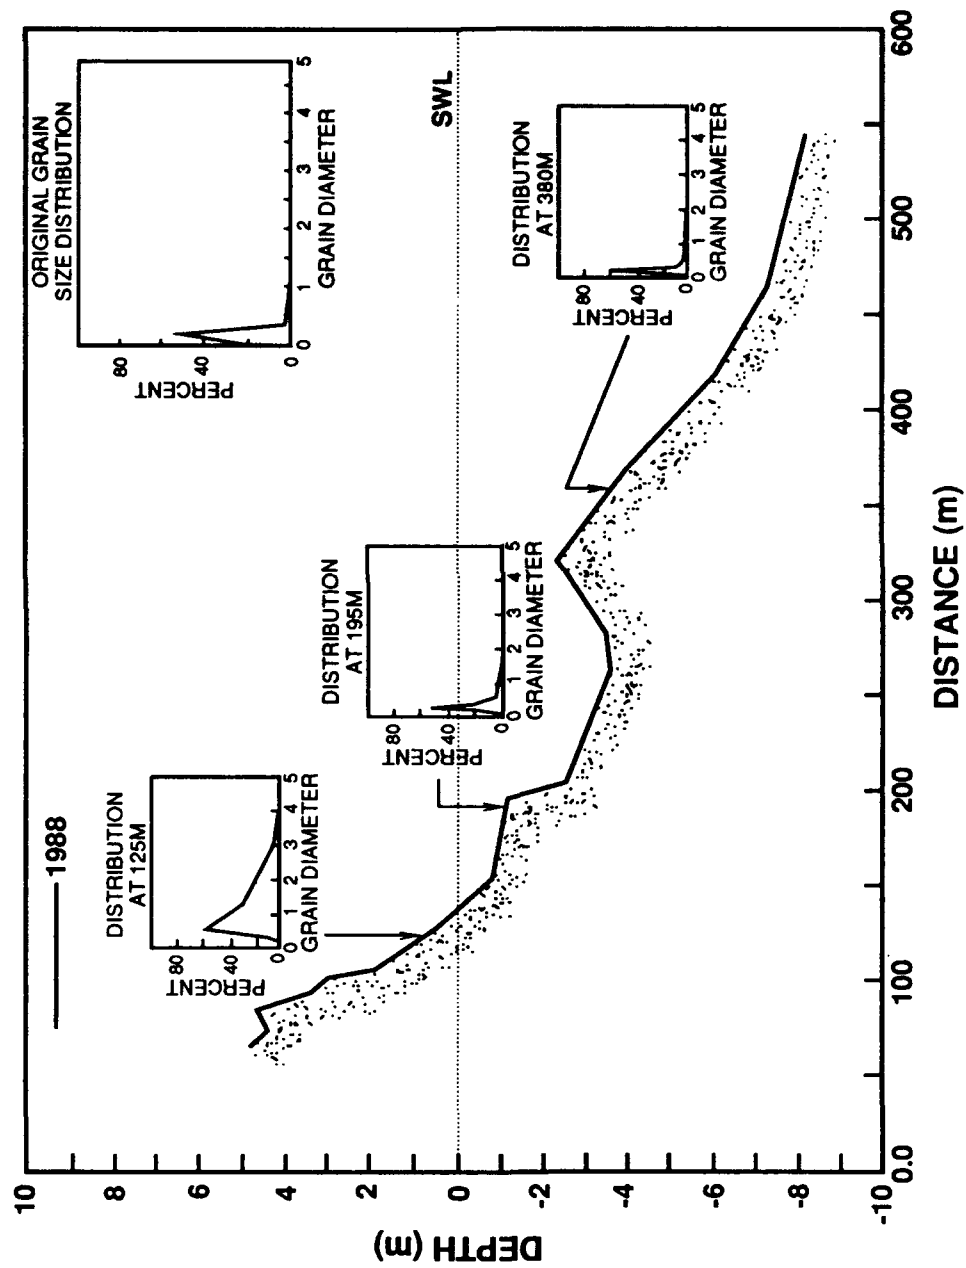 1988
ORIGINAL GRAIN
SIZE DISTRIBUTION
PERCENT
80
40
0
0 1 2 3 4 5
GRAIN DIAMETER
DISTRIBUTION
AT 125M
PERCENT
80
40
0
0 1 2 3 4 5
GRAIN DIAMETER
DISTRIBUTION
AT 195M
PERCENT
80
40
0
0 1 2 3 4 5
GRAIN DIAMETER
SWL
DISTRIBUTION
AT 380M
PERCENT
80
40
0
0 1 2 3 4 5
GRAIN DIAMETER
DEPTH (m)
10
8
6
4
2
0
-2
-4
-6
-8
-10
0.0 100 200 300 400 500 600
DISTANCE (m)